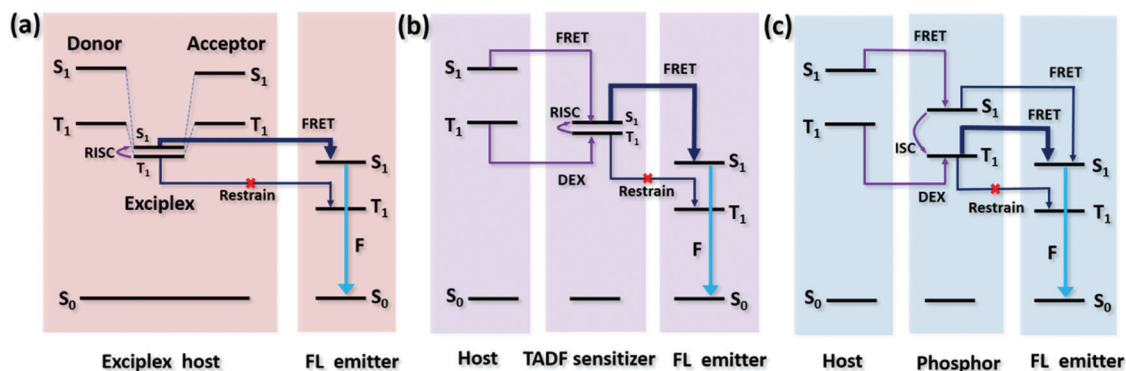 (a)
Donor
Acceptor
S1
S1
T1
T1
FRET
S1
RISC
T1
S1
Restrain
Exciplex
T1
F
S0
S0
Exciplex host
FL emitter
(b)
FRET
S1
FRET
RISC
S1
T1
T1
S1
DEX
Restrain
T1
F
S0
S0
Host
TADF sensitizer
FL emitter
(c)
FRET
S1
FRET
S1
FRET
T1
ISC
T1
S1
DEX
Restrain
T1
F
S0
S0
Host
Phosphor
FL emitter